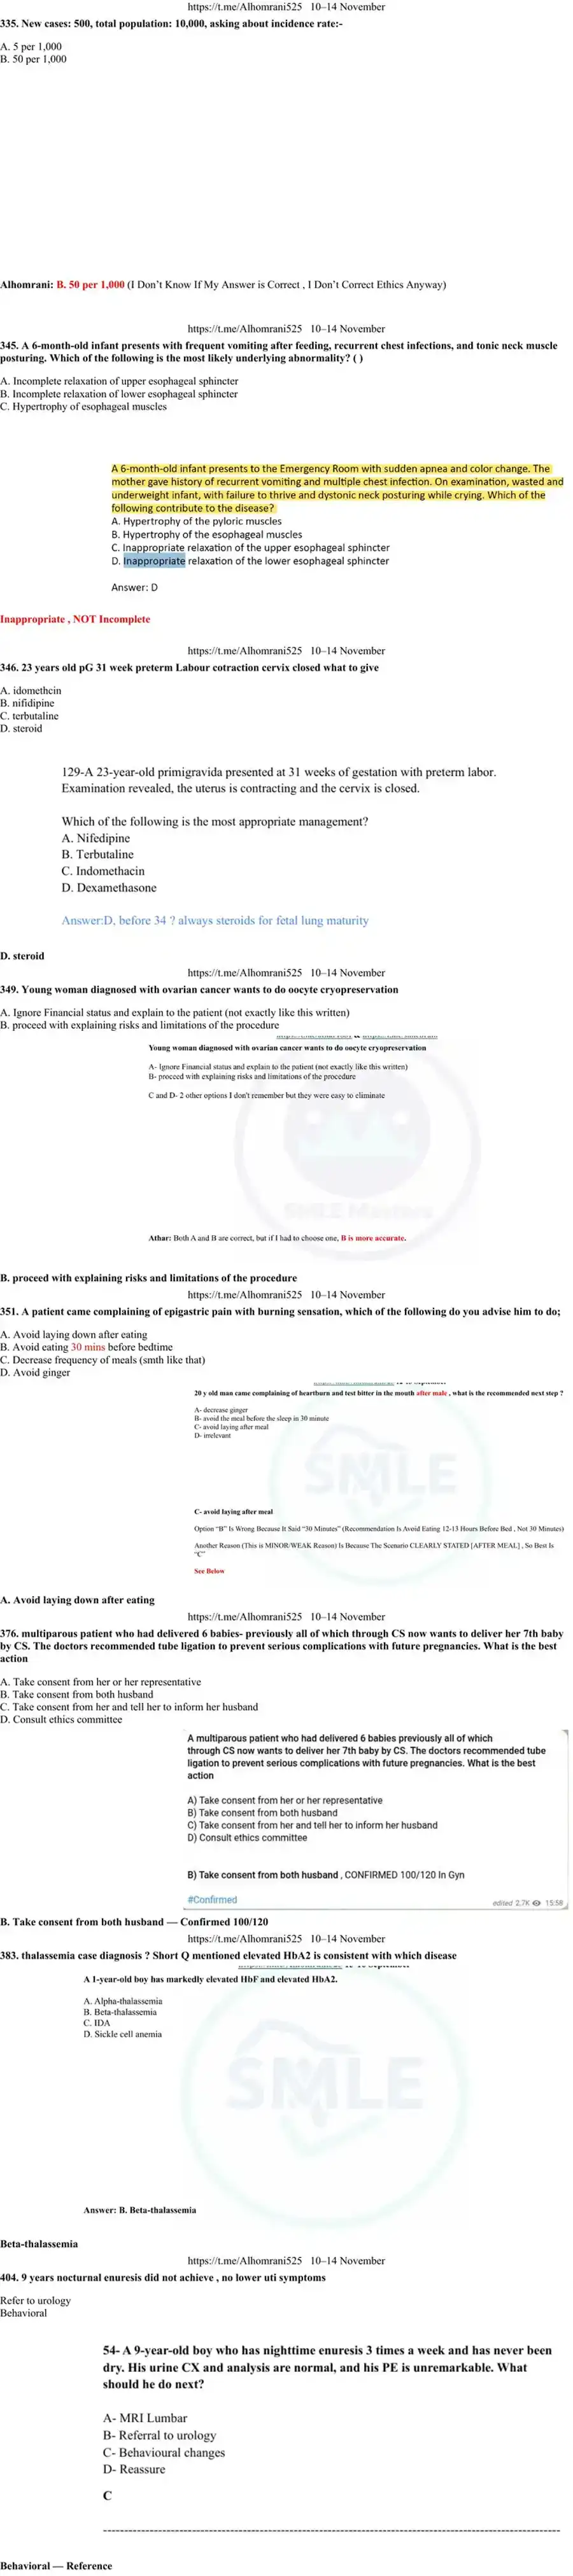 https://t.me/Alhomrani525 10–14 November
335. New cases: 500, total population: 10,000, asking about incidence rate:-
A. 5 per 1,000
B. 50 per 1,000
Alhomrani: B. 50 per 1,000 (I Don’t Know If My Answer is Correct , I Don’t Correct Ethics Anyway)
https://t.me/Alhomrani525 10–14 November
345. A 6-month-old infant presents with frequent vomiting after feeding, recurrent chest infections, and tonic neck muscle
posturing. Which of the following is the most likely underlying abnormality? ( )
A. Incomplete relaxation of upper esophageal sphincter
B. Incomplete relaxation of lower esophageal sphincter
C. Hypertrophy of esophageal muscles
A 6-month-old infant presents to the Emergency Room with sudden apnea and color change. The
mother gave history of recurrent vomiting and multiple chest infection. On examination, wasted and
underweight infant, with failure to thrive and dystonic neck posturing while crying. Which of the
following contribute to the disease?
A. Hypertrophy of the pyloric muscles
B. Hypertrophy of the esophageal muscles
C. Inappropriate relaxation of the upper esophageal sphincter
D. Inappropriate relaxation of the lower esophageal sphincter
Answer: D
Inappropriate , NOT Incomplete
https://t.me/Alhomrani525 10–14 November
346. 23 years old pG 31 week preterm Labour cotraction cervix closed what to give
A. idomethcin
B. nifidipine
C. terbutaline
D. steroid
129-A 23-year-old primigravida presented at 31 weeks of gestation with preterm labor.
Examination revealed, the uterus is contracting and the cervix is closed.
Which of the following is the most appropriate management?
A. Nifedipine
B. Terbutaline
C. Indomethacin
D. Dexamethasone
Answer:D, before 34 ? always steroids for fetal lung maturity
D. steroid
https://t.me/Alhomrani525 10–14 November
349. Young woman diagnosed with ovarian cancer wants to do oocyte cryopreservation
A. Ignore Financial status and explain to the patient (not exactly like this written)
B. proceed with explaining risks and limitations of the procedure
Young woman diagnosed with ovarian cancer wants to do oocyte cryopreservation
A- Ignore Financial status and explain to the patient (not exactly like this written)
B- proceed with explaining risks and limitations of the procedure
C and D- 2 other options I don't remember but they were easy to eliminate
SMLE Masters
Athar: Both A and B are correct, but if I had to choose one, B is more accurate.
B. proceed with explaining risks and limitations of the procedure
https://t.me/Alhomrani525 10–14 November
351. A patient came complaining of epigastric pain with burning sensation, which of the following do you advise him to do;
A. Avoid laying down after eating
B. Avoid eating 30 mins before bedtime
C. Decrease frequency of meals (smth like that)
D. Avoid ginger
20 y old man came complaining of heartburn and test bitter in the mouth after male , what is the recommended next step ?
A- decrease ginger
B- avoid the meal before the sleep in 30 minute
C- avoid laying after meal
D- irrelevant
SMLE
C- avoid laying after meal
Option “B” Is Wrong Because It Said “30 Minutes” (Recommendation Is Avoid Eating 12-13 Hours Before Bed , Not 30 Minutes)
Another Reason (This is MINOR/WEAK Reason) Is Because The Scenario CLEARLY STATED [AFTER MEAL] , So Best Is
“C”
See Below
A. Avoid laying down after eating
https://t.me/Alhomrani525 10–14 November
376. multiparous patient who had delivered 6 babies- previously all of which through CS now wants to deliver her 7th baby
by CS. The doctors recommended tube ligation to prevent serious complications with future pregnancies. What is the best
action
A. Take consent from her or her representative
B. Take consent from both husband
C. Take consent from her and tell her to inform her husband
D. Consult ethics committee
A multiparous patient who had delivered 6 babies previously all of which
through CS now wants to deliver her 7th baby by CS. The doctors recommended tube
ligation to prevent serious complications with future pregnancies. What is the best
action
A) Take consent from her or her representative
B) Take consent from both husband
C) Take consent from her and tell her to inform her husband
D) Consult ethics committee
B) Take consent from both husband , CONFIRMED 100/120 In Gyn
#Confirmed
edited 2.7K 15:58
B. Take consent from both husband — Confirmed 100/120
https://t.me/Alhomrani525 10–14 November
383. thalassemia case diagnosis ? Short Q mentioned elevated HbA2 is consistent with which disease
A 1-year-old boy has markedly elevated HbF and elevated HbA2.
A. Alpha-thalassemia
B. Beta-thalassemia
C. IDA
D. Sickle cell anemia
SMLE
Answer: B. Beta-thalassemia
Beta-thalassemia
https://t.me/Alhomrani525 10–14 November
404. 9 years nocturnal enuresis did not achieve , no lower uti symptoms
Refer to urology
Behavioral
54- A 9-year-old boy who has nighttime enuresis 3 times a week and has never been
dry. His urine CX and analysis are normal, and his PE is unremarkable. What
should he do next?
A- MRI Lumbar
B- Referral to urology
C- Behavioural changes
D- Reassure
C
Behavioral — Reference